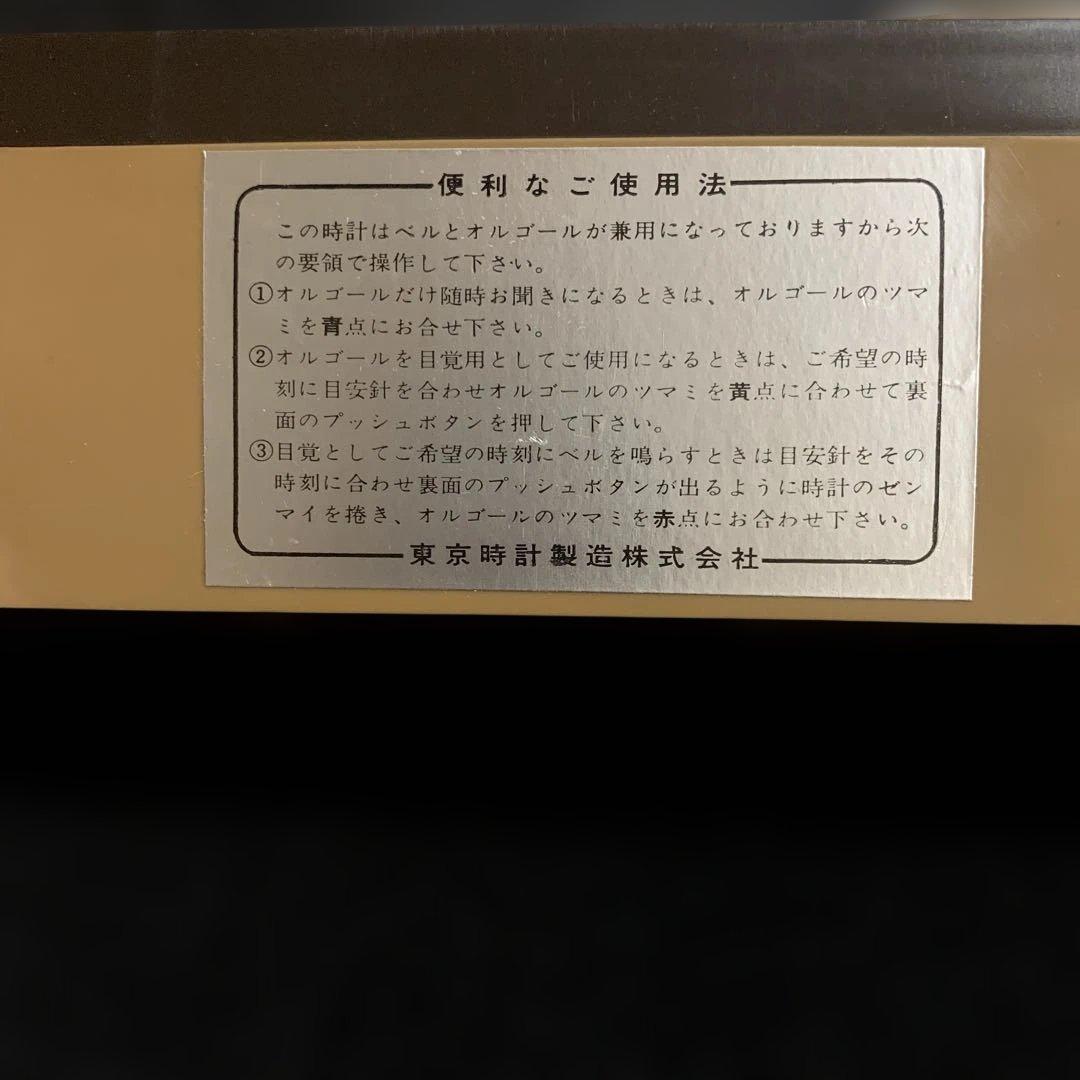 便利なご使用法
この時計はベルとオルゴールが兼用になっておりますから次
の要領で操作して下さい。
①オルゴールだけ随時お聞きになるときは、オルゴールのツマ
ミを青点にお合せ下さい。
②オルゴールを目覚用としてご使用になるときは、ご希望の時
刻に目安針を合わせオルゴールのツマミを黄点に合わせて裏
面のプッシュボタンを押して下さい。
③目覚としてご希望の時刻にベルを鳴らすときは目安針をその
時刻に合わせ裏面のプッシュボタンが出るように時計のゼン
マイを捲き、オルゴールのツマミを赤点にお合わせ下さい。
東京時計製造株式会社